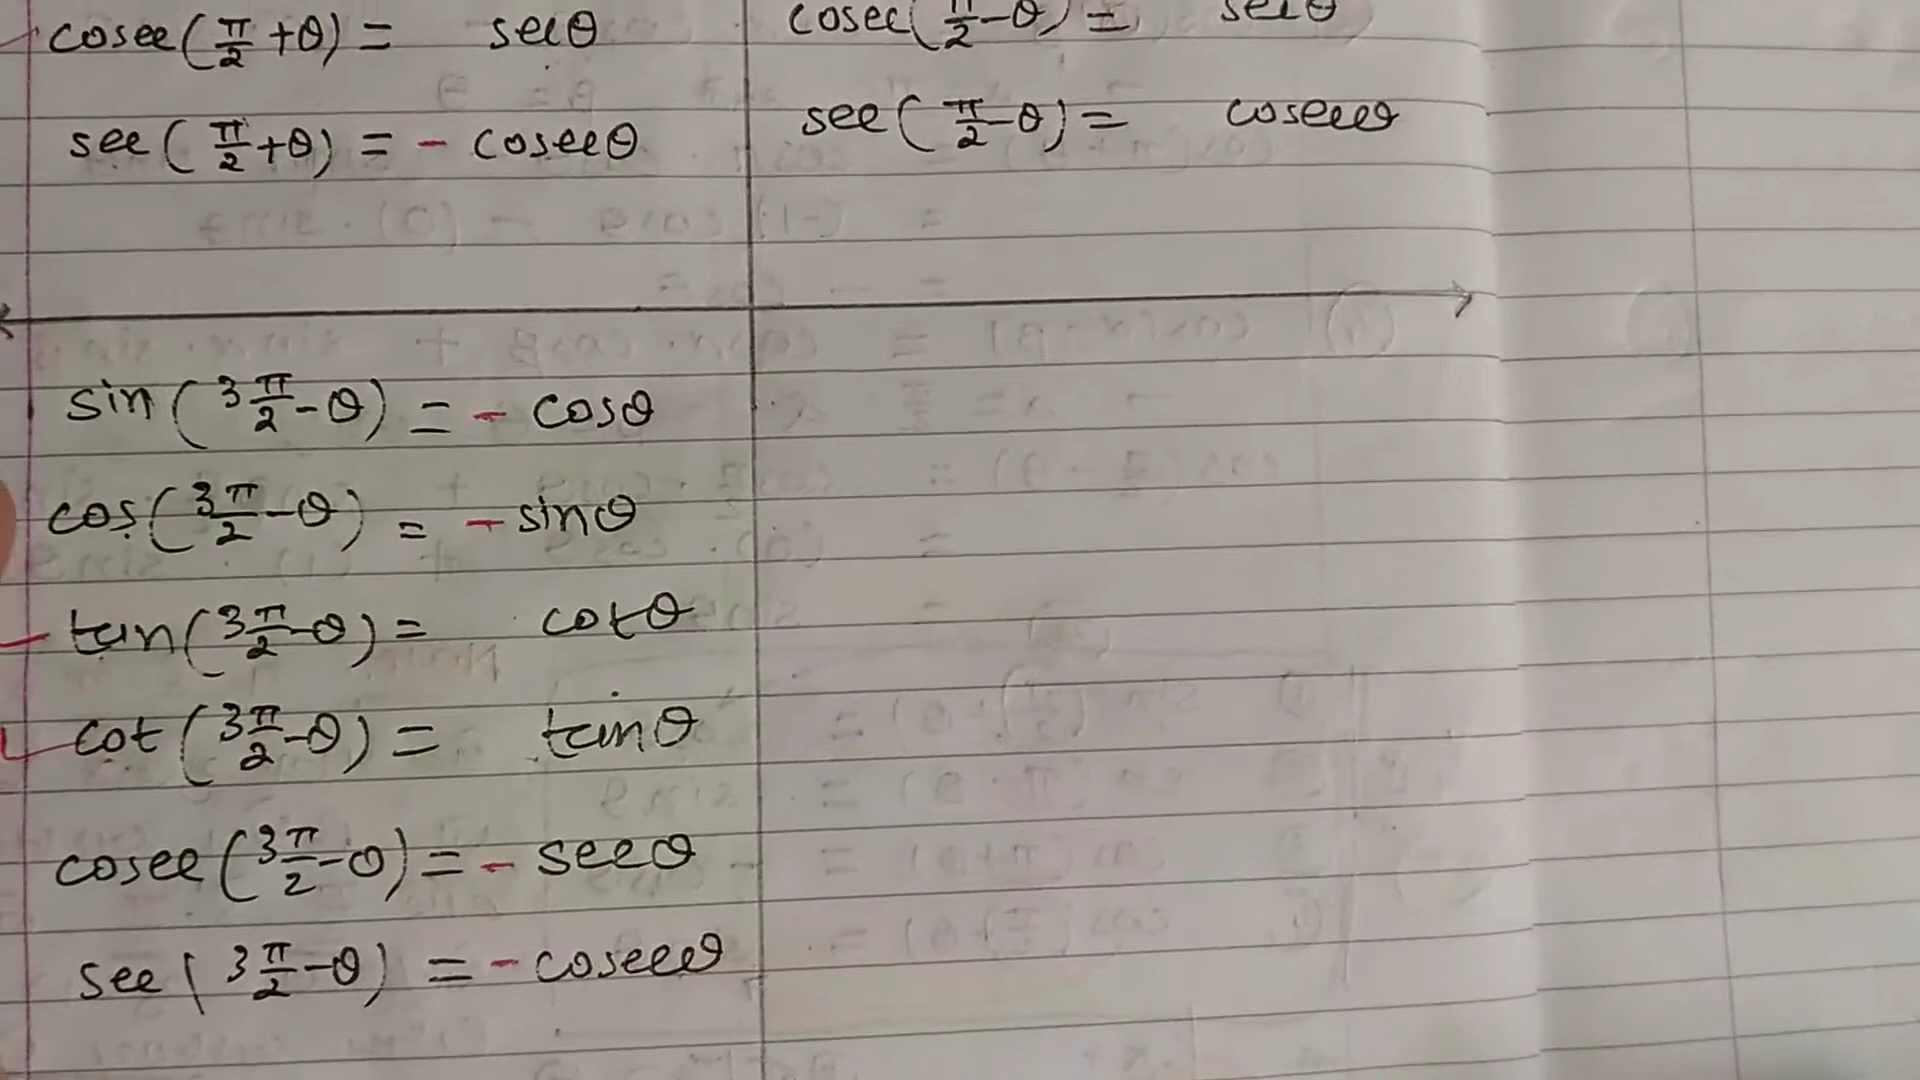 cosec(π/2+θ) = secθ
cosec(π/2-θ) = secθ
sec(π/2+θ) = - cosecθ
sec(π/2-θ) = cosecθ
sin(3π/2-θ) = - cosθ
cos(3π/2-θ) = - sinθ
tan(3π/2-θ) = cotθ
cot(3π/2-θ) = tanθ
cosec(3π/2-θ) = - secθ
sec(3π/2-θ) = - cosecθ